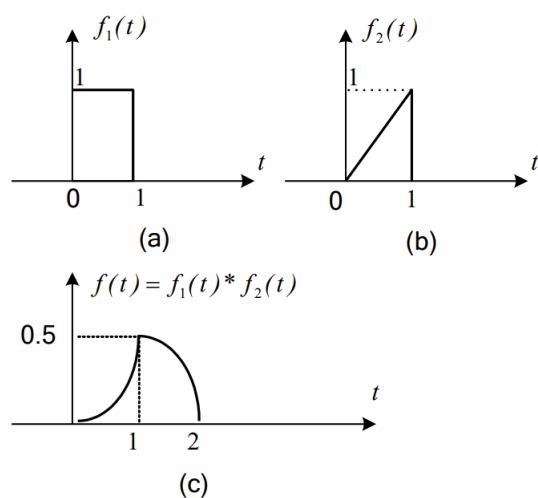 f₁(t)
1
t
0
1
(a)
f₂(t)
1
t
0
1
(b)
f(t) = f₁(t) * f₂(t)
0.5
t
1
2
(c)